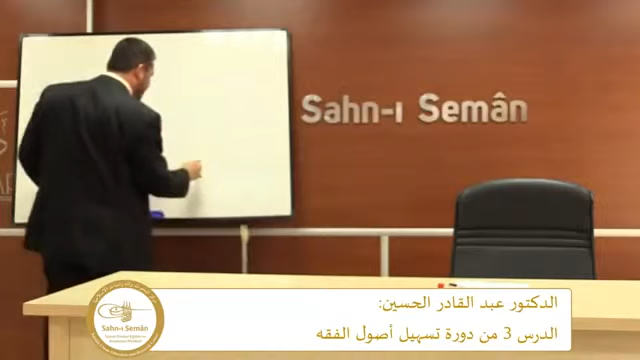 Sahn-ı Semân
الدكتور عبد القادر الحسين:
الدرس 3 من دورة تسهيل أصول الفقه
Sahn-ı Semân